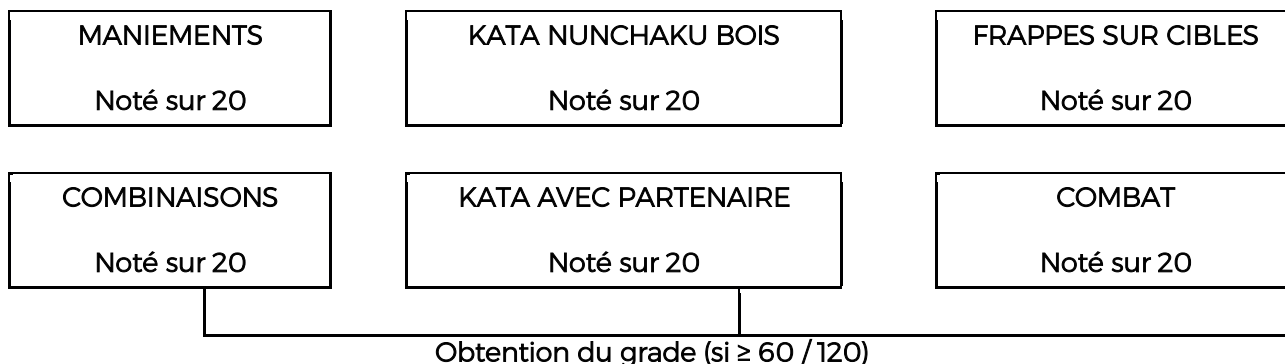 MANIEMENTS
Noté sur 20
KATA NUNCHAKU BOIS
Noté sur 20
FRAPPES SUR CIBLES
Noté sur 20
COMBINAISONS
Noté sur 20
KATA AVEC PARTENAIRE
Noté sur 20
COMBAT
Noté sur 20
Obtention du grade (si ≥ 60 / 120)